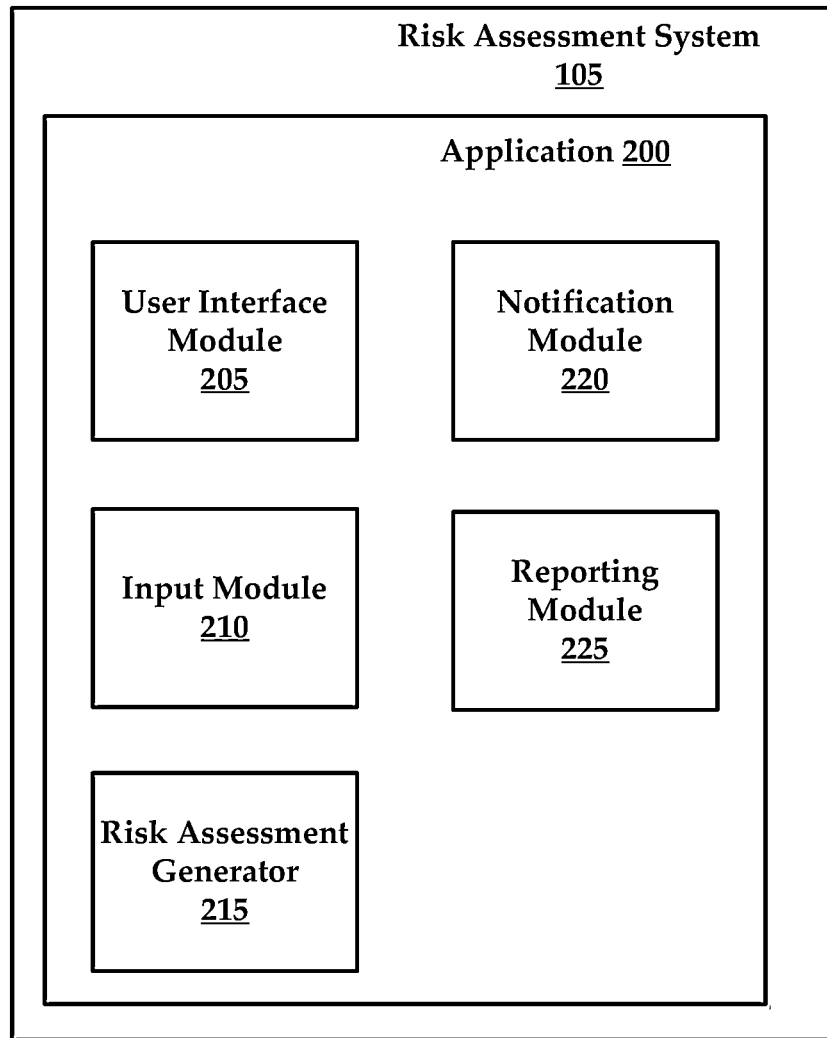 Risk Assessment System
105
Application 200
User Interface
Module
205
Notification
Module
220
Input Module
210
Reporting
Module
225
Risk Assessment
Generator
215